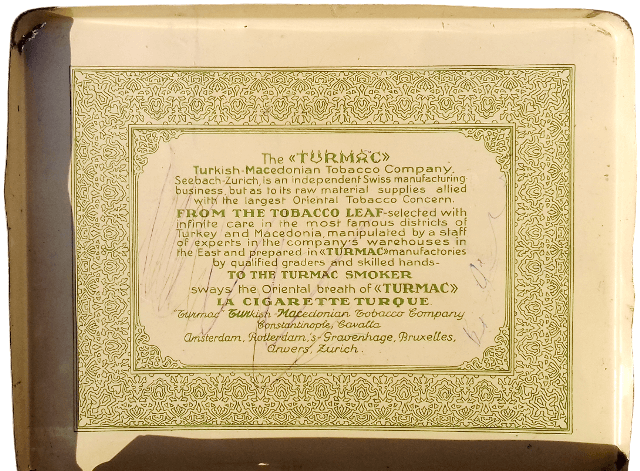 The «TURMAC»
Turkish-Macedonian Tobacco Company,
Seebach-Zurich, is an independent Swiss manufacturing
business, but as to its raw material supplies allied
with the largest Oriental Tobacco Concern.
FROM THE TOBACCO LEAF-selected with
infinite care in the most famous districts of
Turkey and Macedonia, manipulated by a staff
of experts in the company's warehouses in
the East and prepared in «TURMAC» manufactories
by qualified graders and skilled hands-
TO THE TURMAC SMOKER
sways the Oriental breath of «TURMAC»
LA CIGARETTE TURQUE.
Turmac Turkish-Macedonian Tobacco Company
Constantinople, Cavalla
Amsterdam, Rotterdam, 's-Gravenhage, Bruxelles,
Anvers, Zurich.